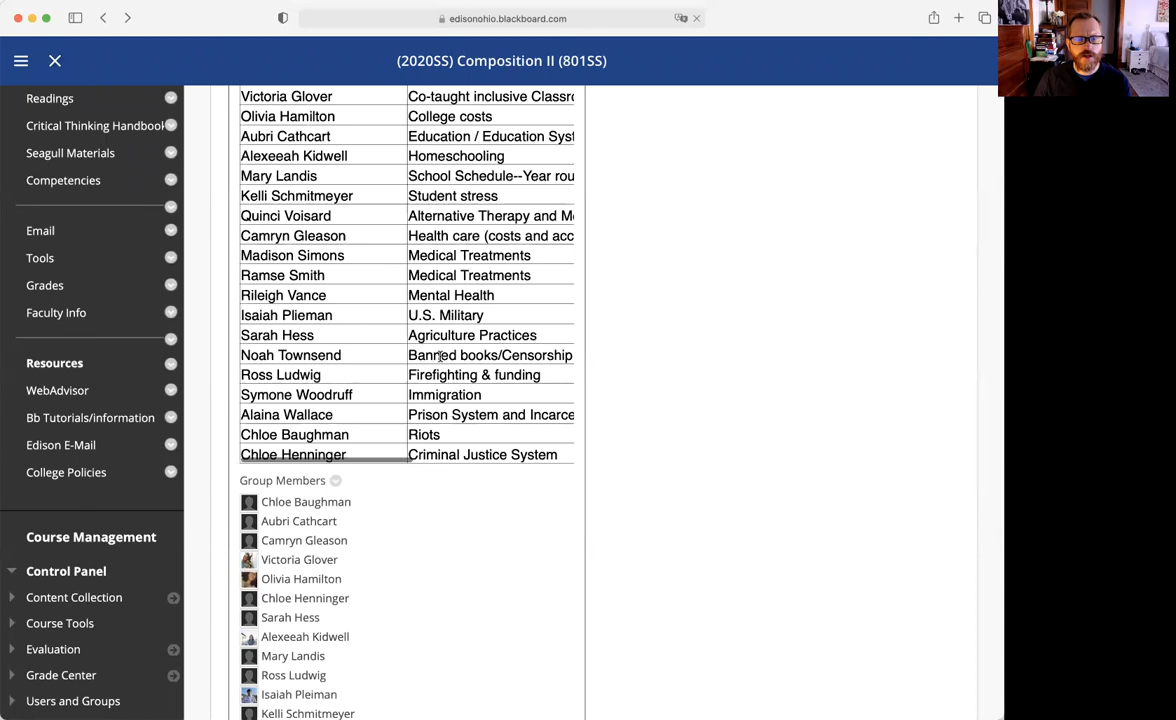 edisonohio.blackboard.com
(2020SS) Composition II (801SS)
Readings
Critical Thinking Handbook
Seagull Materials
Competencies
Email
Tools
Grades
Faculty Info
Resources
WebAdvisor
Bb Tutorials/information
Edison E-Mail
College Policies
Course Management
Control Panel
Content Collection
Course Tools
Evaluation
Grade Center
Users and Groups
Victoria Glover Co-taught inclusive Classro
Olivia Hamilton College costs
Aubri Cathcart Education / Education Syst
Alexeeah Kidwell Homeschooling
Mary Landis School Schedule--Year rou
Kelli Schmitmeyer Student stress
Quinci Voisard Alternative Therapy and Me
Camryn Gleason Health care (costs and acc
Madison Simons Medical Treatments
Ramse Smith Medical Treatments
Rileigh Vance Mental Health
Isaiah Plieman U.S. Military
Sarah Hess Agriculture Practices
Noah Townsend Banned books/Censorship
Ross Ludwig Firefighting & funding
Symone Woodruff Immigration
Alaina Wallace Prison System and Incarce
Chloe Baughman Riots
Chloe Henninger Criminal Justice System
Group Members
Chloe Baughman
Aubri Cathcart
Camryn Gleason
Victoria Glover
Olivia Hamilton
Chloe Henninger
Sarah Hess
Alexeeah Kidwell
Mary Landis
Ross Ludwig
Isaiah Pleiman
Kelli Schmitmeyer